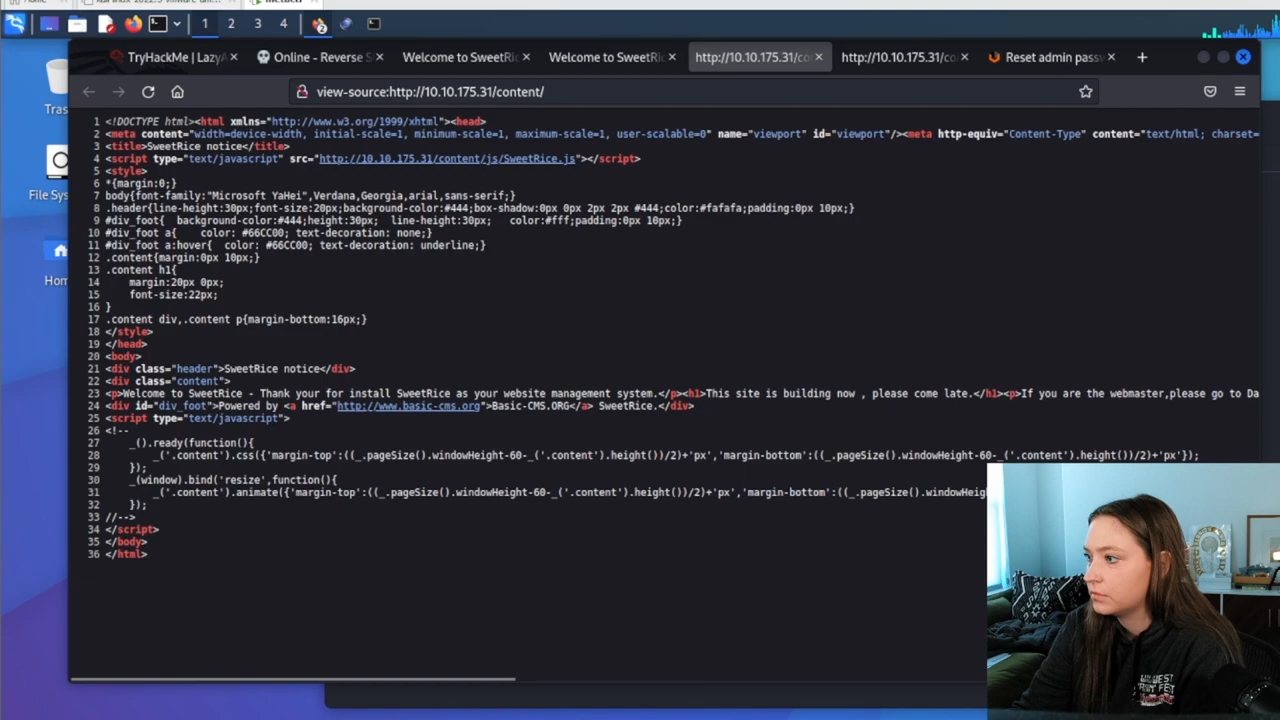 Home
metactf
1 2 3 4
2
TryHackMe | LazyA
Online - Reverse S
Welcome to SweetRi
Welcome to SweetRi
http://10.10.175.31/co
http://10.10.175.31/co
Reset admin passw
view-source:http://10.10.175.31/content/
Tras
File Sys
Hom
1 <!DOCTYPE html><html xmlns="http://www.w3.org/1999/xhtml"><head>
2 <meta content="width=device-width, initial-scale=1, minimum-scale=1, maximum-scale=1, user-scalable=0" name="viewport" id="viewport"/><meta http-equiv="Content-Type" content="text/html; charset=
3 <title>SweetRice notice</title>
4 <script type="text/javascript" src="http://10.10.175.31/content/js/SweetRice.js"></script>
5 <style>
6 *{margin:0;}
7 body{font-family:"Microsoft YaHei",Verdana,Georgia,arial,sans-serif;}
8 .header{line-height:30px;font-size:20px;background-color:#444;box-shadow:0px 0px 2px 2px #444;color:#fafafa;padding:0px 10px;}
9 #div_foot{ background-color:#444;height:30px; line-height:30px; color:#fff;padding:0px 10px;}
10 #div_foot a{ color: #66CC00; text-decoration: none;}
11 #div_foot a:hover{ color: #66CC00; text-decoration: underline;}
12 .content{margin:0px 10px;}
13 .content h1{
14 margin:20px 0px;
15 font-size:22px;
16 }
17 .content div,.content p{margin-bottom:16px;}
18 </style>
19 </head>
20 <body>
21 <div class="header">SweetRice notice</div>
22 <div class="content">
23 <p>Welcome to SweetRice - Thank your for install SweetRice as your website management system.</p><h1>This site is building now , please come late.</h1><p>If you are the webmaster,please go to Da
24 <div id="div_foot">Powered by <a href="http://www.basic-cms.org">Basic-CMS.ORG</a> SweetRice.</div>
25 <script type="text/javascript">
26 <!--
27 _().ready(function(){
28 _('.content').css({'margin-top':((_.pageSize().windowHeight-60-_('.content').height())/2)+'px','margin-bottom':((_.pageSize().windowHeight-60-_('.content').height())/2)+'px'});
29 });
30 _(window).bind('resize',function(){
31 _('.content').animate({'margin-top':((_.pageSize().windowHeight-60-_('.content').height())/2)+'px','margin-bottom':((_.pageSize().windowHeigh
32 });
33 //-->
34 </script>
35 </body>
36 </html>